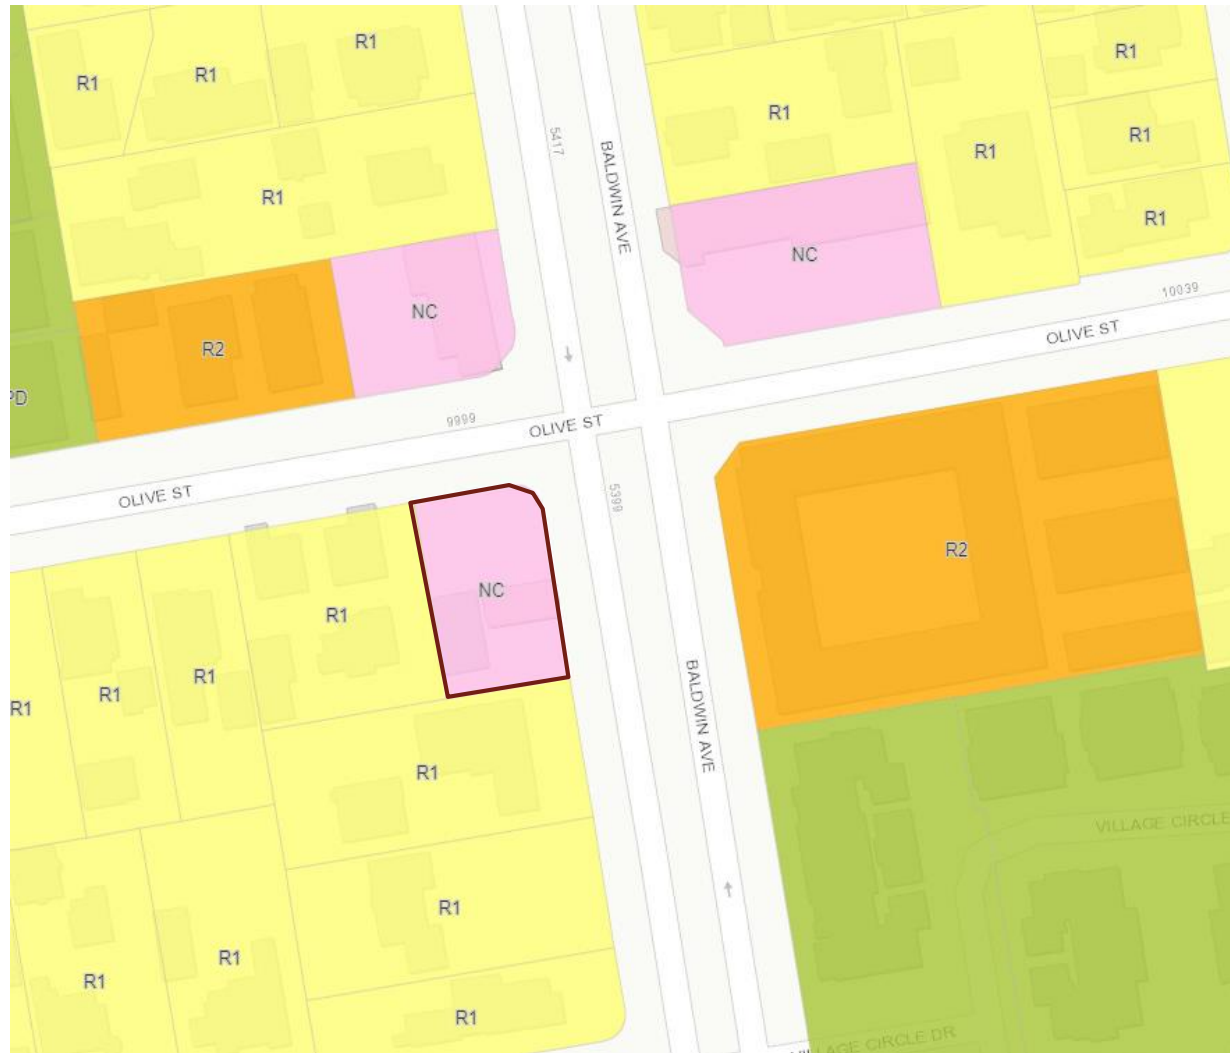 R1
R1
R1
R1
R1
R1
R1
R1
R1
5417
BALDWIN AVE
NC
NC
R2
PD
10039
OLIVE ST
9999
OLIVE ST
OLIVE ST
5399
NC
R1
R1
R1
R1
R2
BALDWIN AVE
R1
VILLAGE CIRCLE
R1
R1
R1
R1
VILLAGE CIRCLE DR